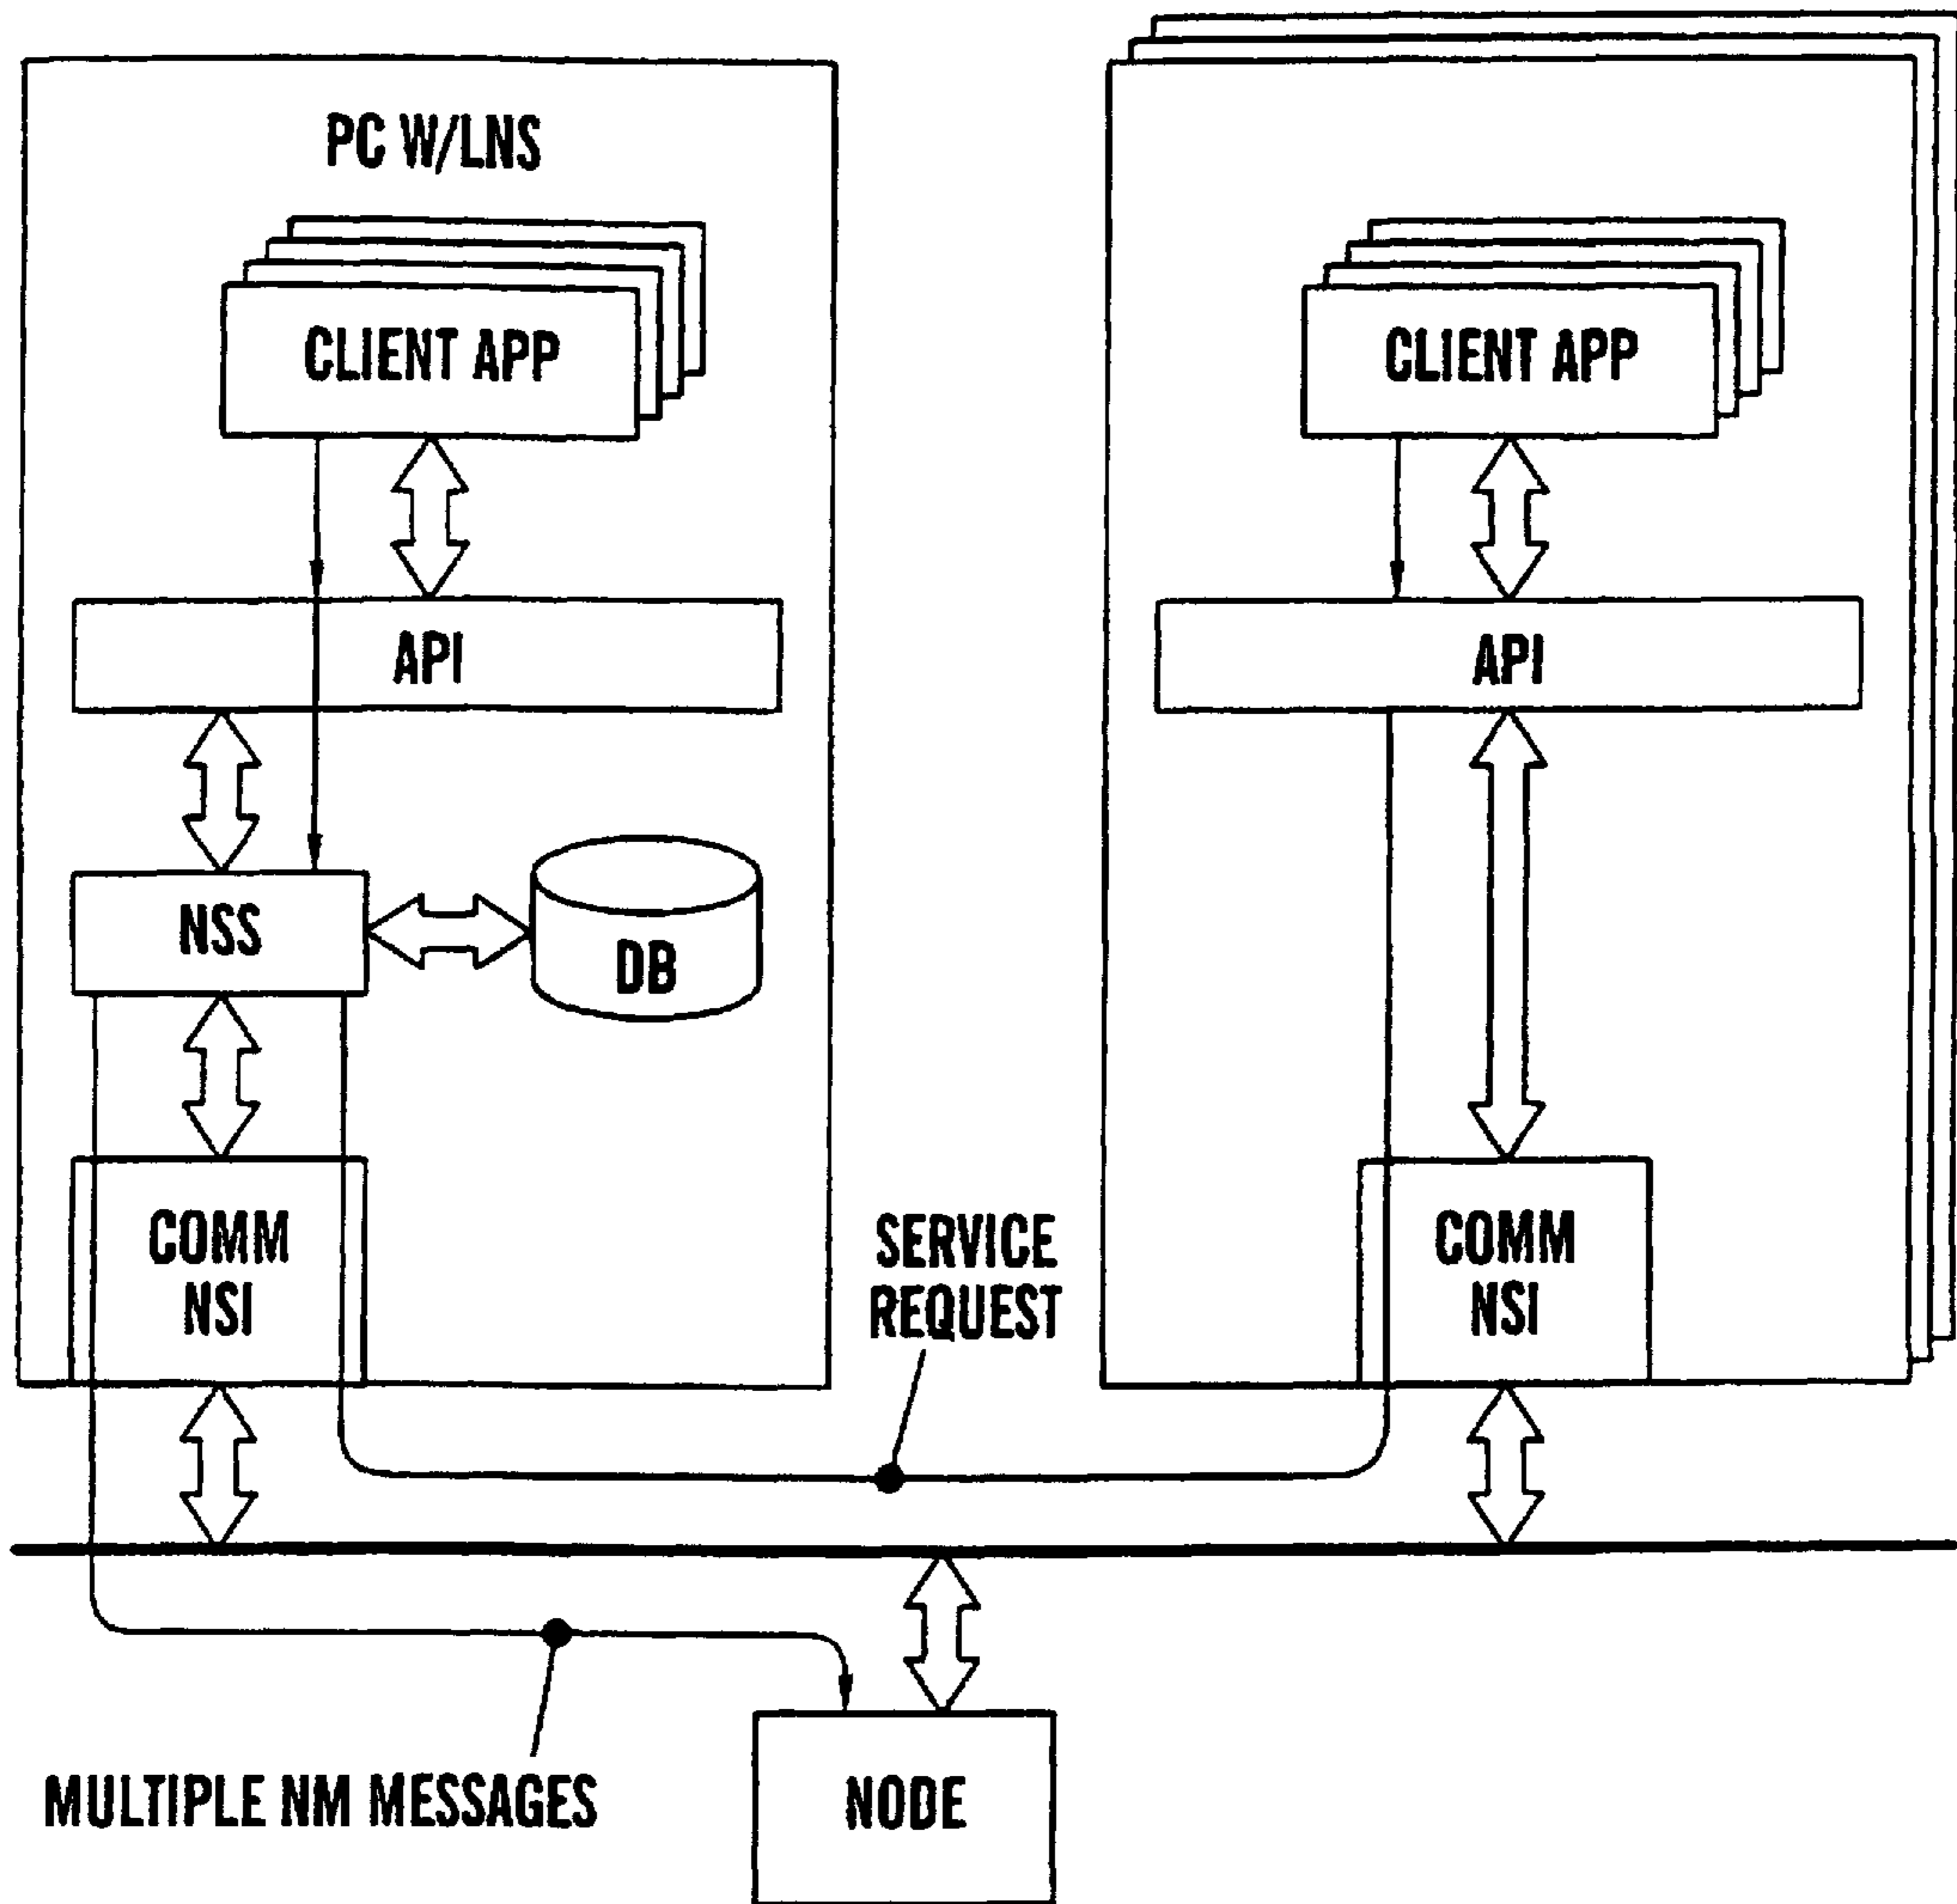 PC W/LNS
CLIENT APP
API
NSS
DB
COMM
NSI
CLIENT APP
API
COMM
NSI
SERVICE
REQUEST
MULTIPLE NM MESSAGES
NODE